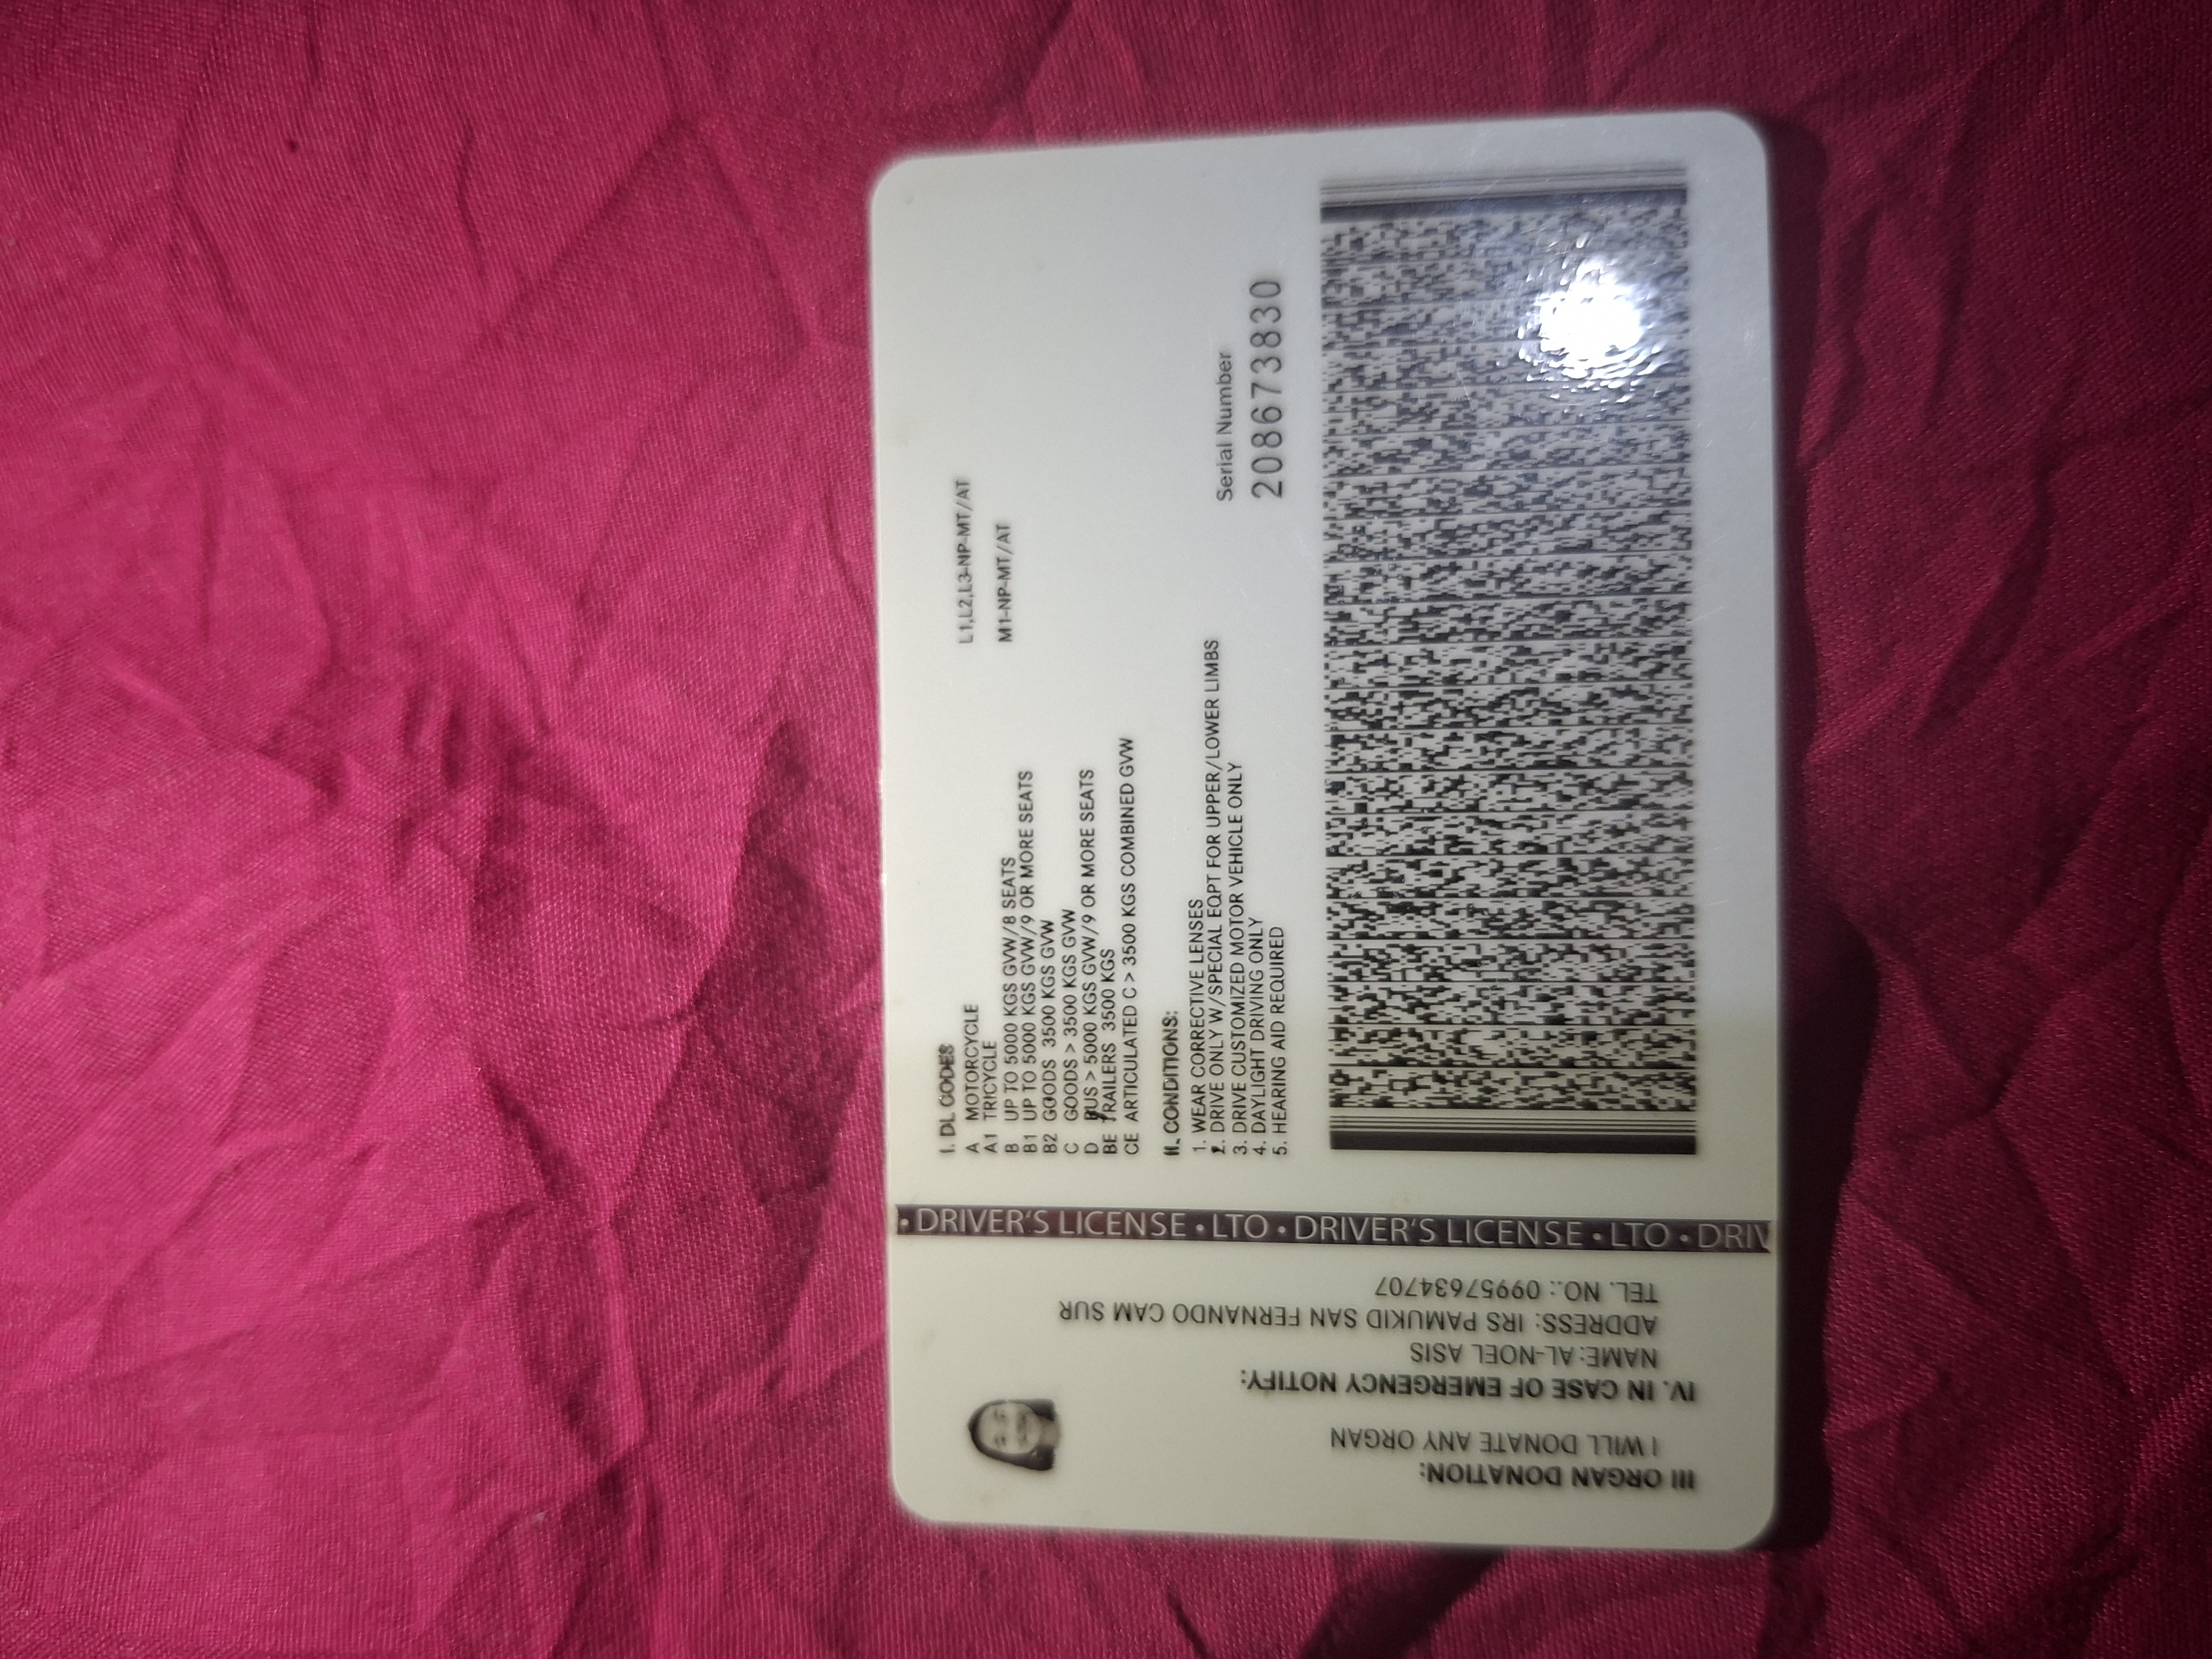 I. DL CODES
A MOTORCYCLE L1,L2,L3-NP-MT/AT
A1 TRICYCLE
B UP TO 5000 KGS GVW/8 SEATS M1-NP-MT/AT
B1 UP TO 5000 KGS GVW/9 OR MORE SEATS
B2 GOODS 3500 KGS GVW
C GOODS > 3500 KGS GVW
D BUS > 5000 KGS GVW/9 OR MORE SEATS
BE TRAILERS 3500 KGS
CE ARTICULATED C > 3500 KGS COMBINED GVW
II. CONDITIONS:
1. WEAR CORRECTIVE LENSES
2. DRIVE ONLY W/SPECIAL EQPT FOR UPPER/LOWER LIMBS
3. DRIVE CUSTOMIZED MOTOR VEHICLE ONLY
4. DAYLIGHT DRIVING ONLY
5. HEARING AID REQUIRED
Serial Number
208673830
• DRIVER'S LICENSE • LTO • DRIVER'S LICENSE • LTO • DRIV
III ORGAN DONATION:
I WILL DONATE ANY ORGAN
IV. IN CASE OF EMERGENCY NOTIFY:
NAME: AL-NOEL ASIS
ADDRESS: IRS PAMUKID SAN FERNANDO CAM SUR
TEL. NO.: 09957634707